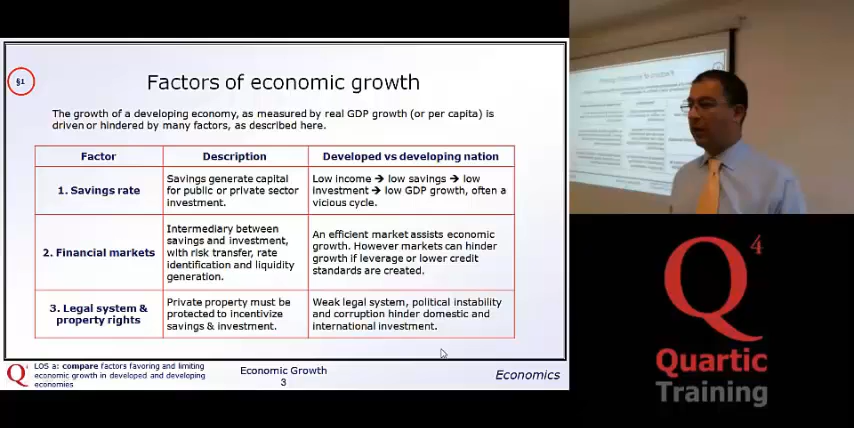 §1
Factors of economic growth
The growth of a developing economy, as measured by real GDP growth (or per capita) is
driven or hindered by many factors, as described here.
Factor
Description
Developed vs developing nation
1. Savings rate
Savings generate capital
for public or private sector
investment.
Low income → low savings → low
investment → low GDP growth, often a
vicious cycle.
2. Financial markets
Intermediary between
savings and investment,
with risk transfer, rate
identification and liquidity
generation.
An efficient market assists economic
growth. However markets can hinder
growth if leverage or lower credit
standards are created.
3. Legal system &
property rights
Private property must be
protected to incentivize
savings & investment.
Weak legal system, political instability
and corruption hinder domestic and
international investment.
Q4
LOS a: compare factors favoring and limiting
economic growth in developed and developing
economies
Economic Growth
3
Economics
Q4
Quartic
Training